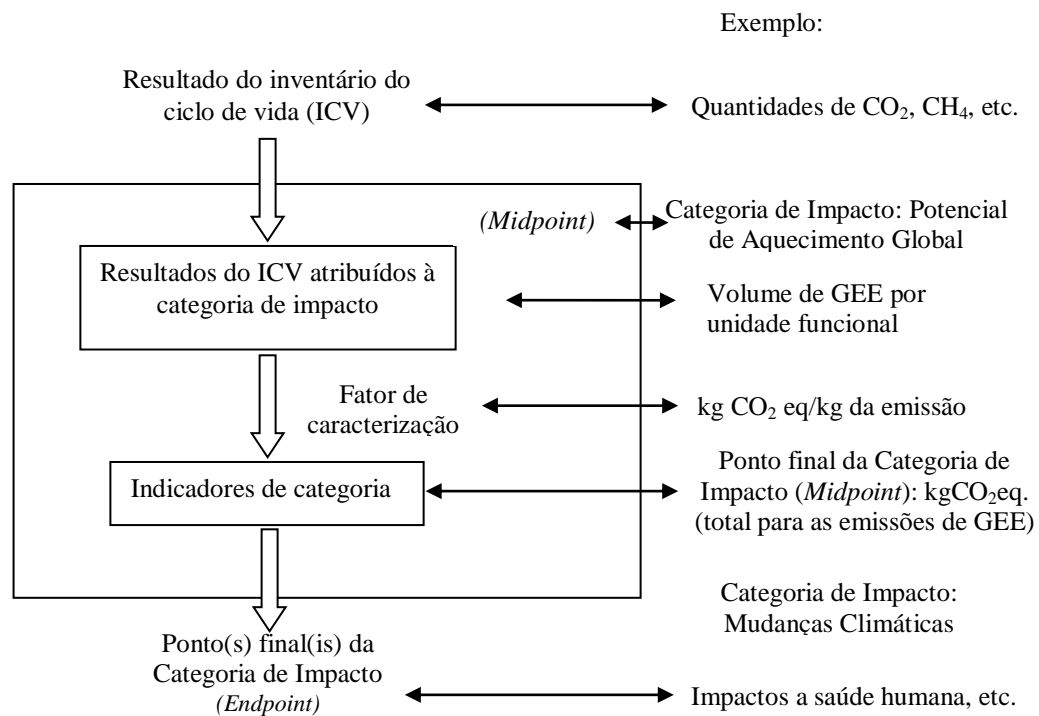 Exemplo:
Resultado do inventário do
ciclo de vida (ICV)
Quantidades de CO₂, CH₄, etc.
(Midpoint)
Categoria de Impacto: Potencial
de Aquecimento Global
Resultados do ICV atribuídos à
categoria de impacto
Volume de GEE por
unidade funcional
Fator de
caracterização
kg CO₂ eq/kg da emissão
Indicadores de categoria
Ponto final da Categoria de
Impacto (Midpoint): kgCO₂eq.
(total para as emissões de GEE)
Categoria de Impacto:
Mudanças Climáticas
Ponto(s) final(is) da
Categoria de Impacto
(Endpoint)
Impactos a saúde humana, etc.